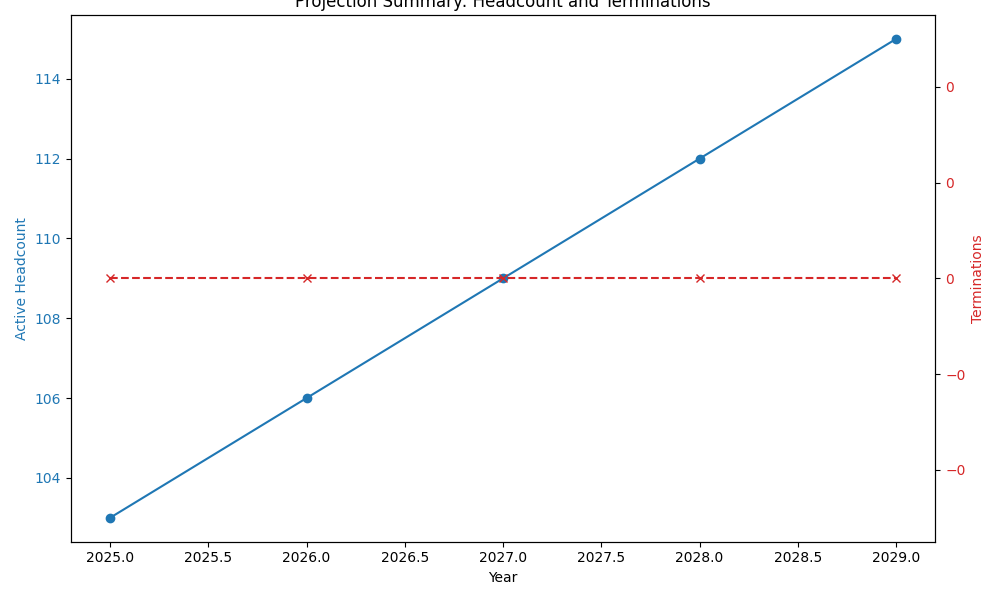 Projection Summary: Headcount and Terminations
114
112
110
108
106
104
Active Headcount
0
0
0
−0
−0
Terminations
2025.0 2025.5 2026.0 2026.5 2027.0 2027.5 2028.0 2028.5 2029.0
Year